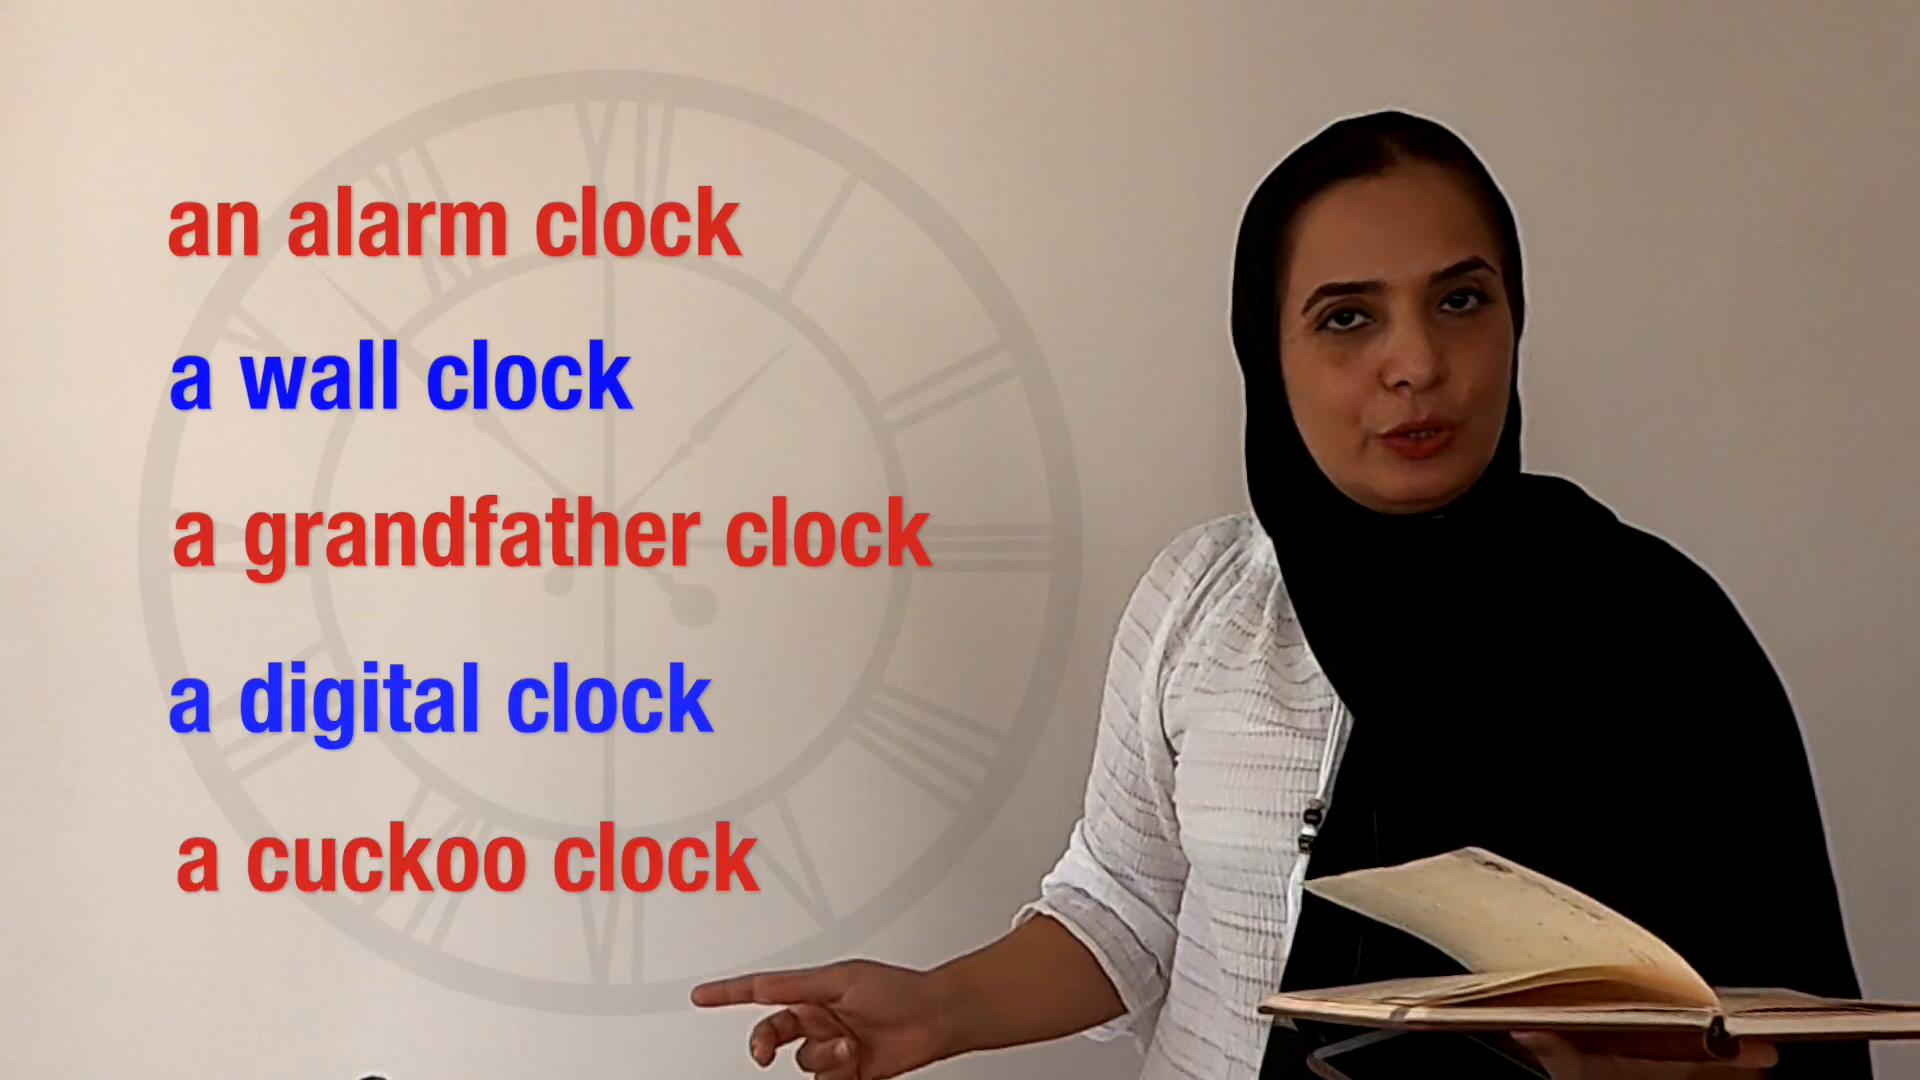 an alarm clock
a wall clock
a grandfather clock
a digital clock
a cuckoo clock